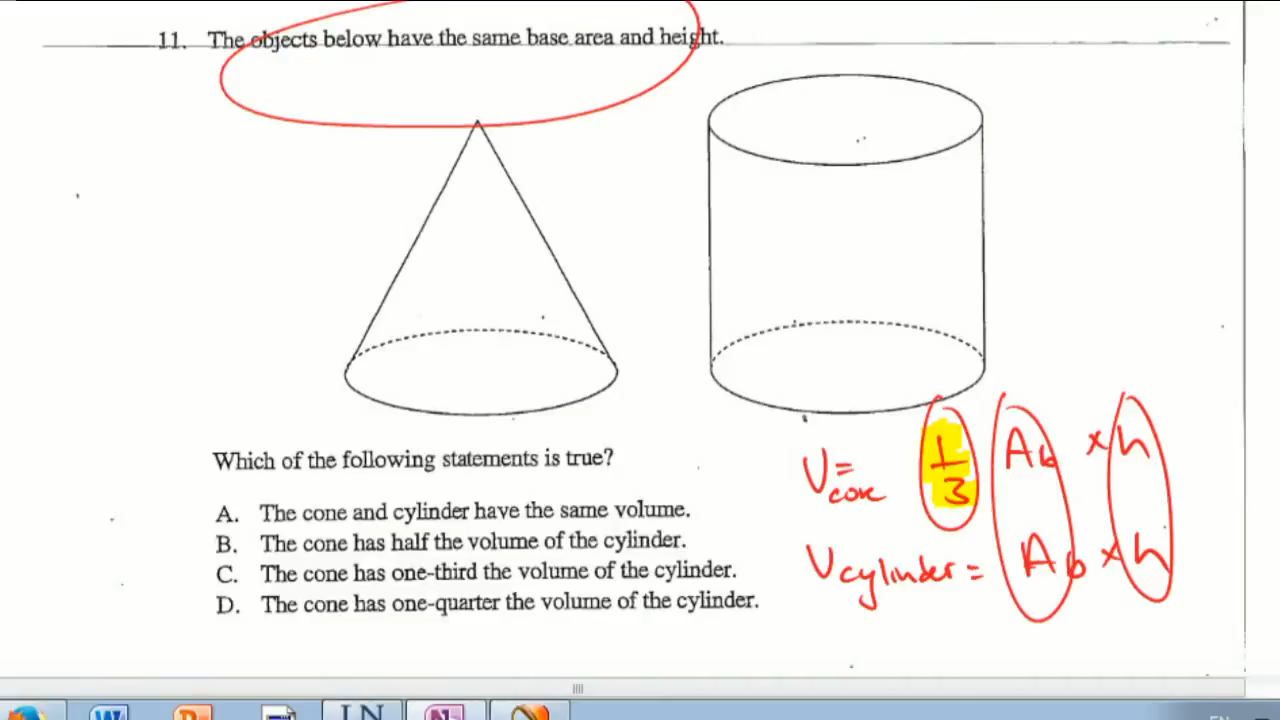 11. The objects below have the same base area and height.
Which of the following statements is true?
A. The cone and cylinder have the same volume.
B. The cone has half the volume of the cylinder.
C. The cone has one-third the volume of the cylinder.
D. The cone has one-quarter the volume of the cylinder.
V cone = 1/3 Ab × h
V cylinder = Ab × h
EN